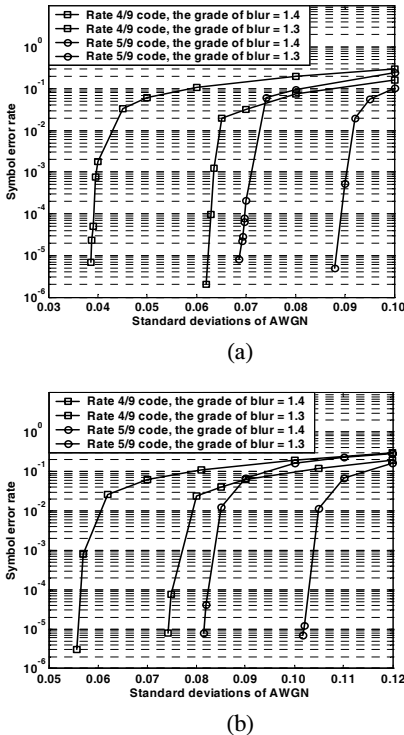 Rate 4/9 code, the grade of blur = 1.4
Rate 4/9 code, the grade of blur = 1.3
Rate 5/9 code, the grade of blur = 1.4
Rate 5/9 code, the grade of blur = 1.3
Symbol error rate
10^0
10^-1
10^-2
10^-3
10^-4
10^-5
10^-6
0.03 0.04 0.05 0.06 0.07 0.08 0.09 0.10
Standard deviations of AWGN
(a)
Rate 4/9 code, the grade of blur = 1.4
Rate 4/9 code, the grade of blur = 1.3
Rate 5/9 code, the grade of blur = 1.4
Rate 5/9 code, the grade of blur = 1.3
Symbol error rate
10^0
10^-1
10^-2
10^-3
10^-4
10^-5
10^-6
0.05 0.06 0.07 0.08 0.09 0.10 0.11 0.12
Standard deviations of AWGN
(b)